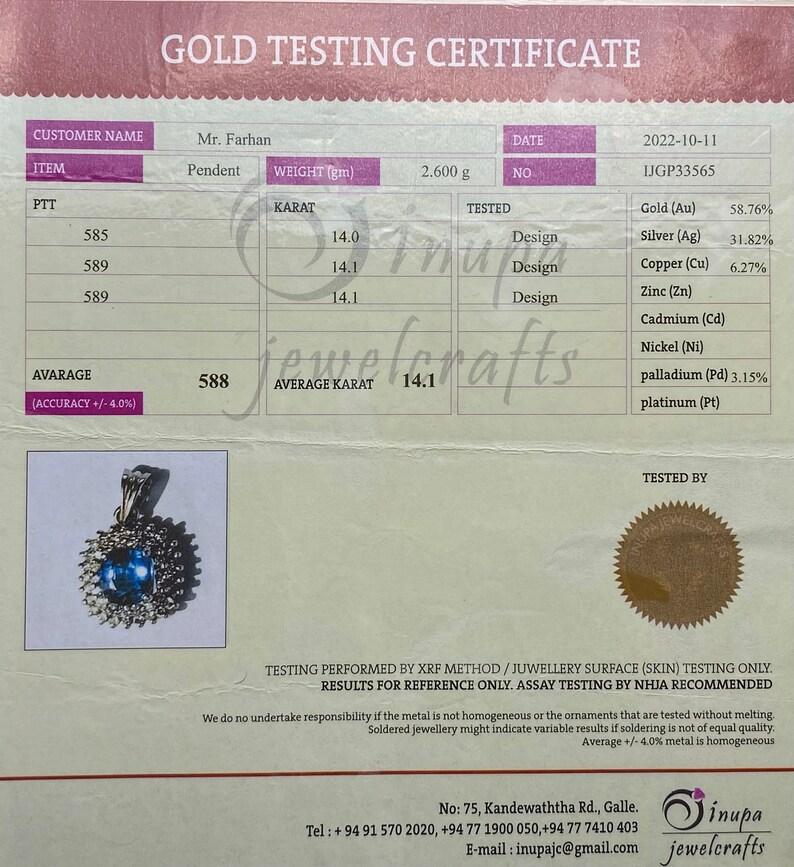 GOLD TESTING CERTIFICATE
CUSTOMER NAME Mr. Farhan DATE 2022-10-11
ITEM Pendent WEIGHT (gm) 2.600 g NO IJGP33565
PTT KARAT TESTED Gold (Au) 58.76%
585 14.0 Design Silver (Ag) 31.82%
589 14.1 Design Copper (Cu) 6.27%
589 14.1 Design Zinc (Zn)
Cadmium (Cd)
Nickel (Ni)
AVARAGE 588 AVERAGE KARAT 14.1 palladium (Pd) 3.15%
(ACCURACY +/- 4.0%) platinum (Pt)
inupa
jewelcrafts
TESTED BY
INUPA JEWELCRAFTS
TESTING PERFORMED BY XRF METHOD / JUWELLERY SURFACE (SKIN) TESTING ONLY.
RESULTS FOR REFERENCE ONLY. ASSAY TESTING BY NHJA RECOMMENDED
We do no undertake responsibility if the metal is not homogeneous or the ornaments that are tested without melting.
Soldered jewellery might indicate variable results if soldering is not of equal quality.
Average +/- 4.0% metal is homogeneous
No: 75, Kandewaththa Rd., Galle.
Tel : + 94 91 570 2020, +94 77 1900 050,+94 77 7410 403
E-mail : inupajc@gmail.com
inupa
jewelcrafts